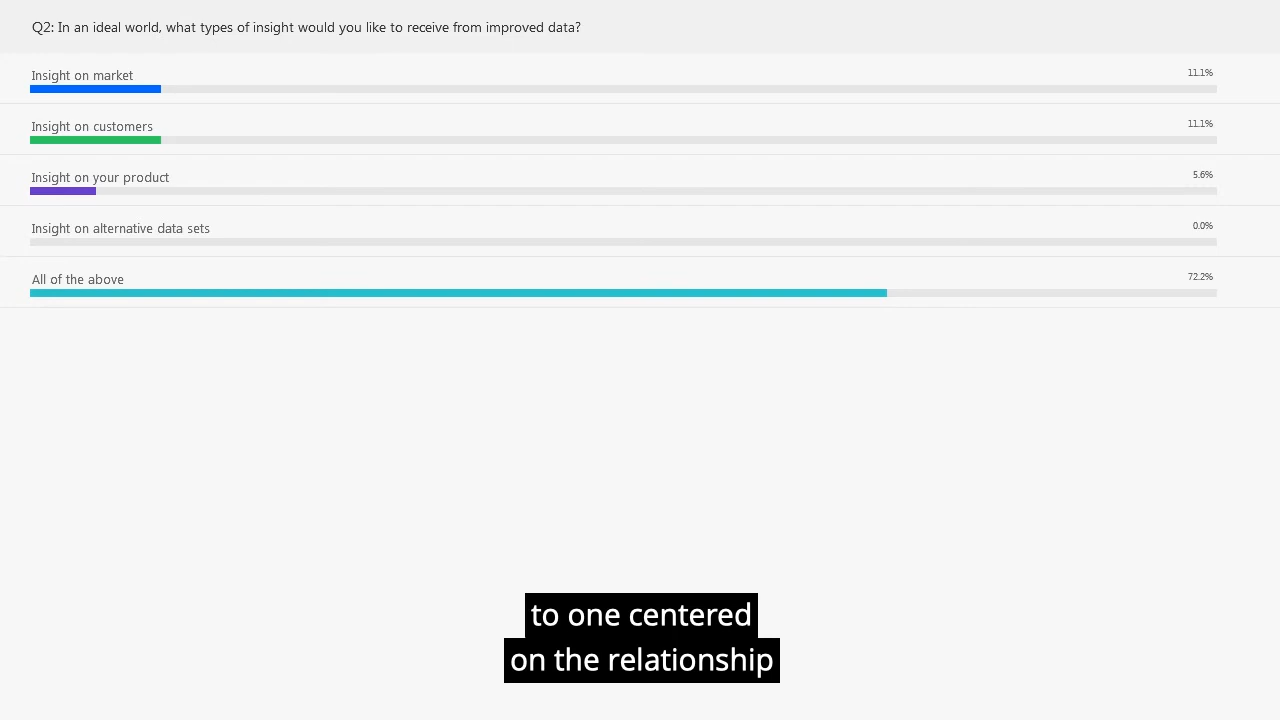 Q2: In an ideal world, what types of insight would you like to receive from improved data?
Insight on market
11.1%
Insight on customers
11.1%
Insight on your product
5.6%
Insight on alternative data sets
0.0%
All of the above
72.2%
to one centered
on the relationship